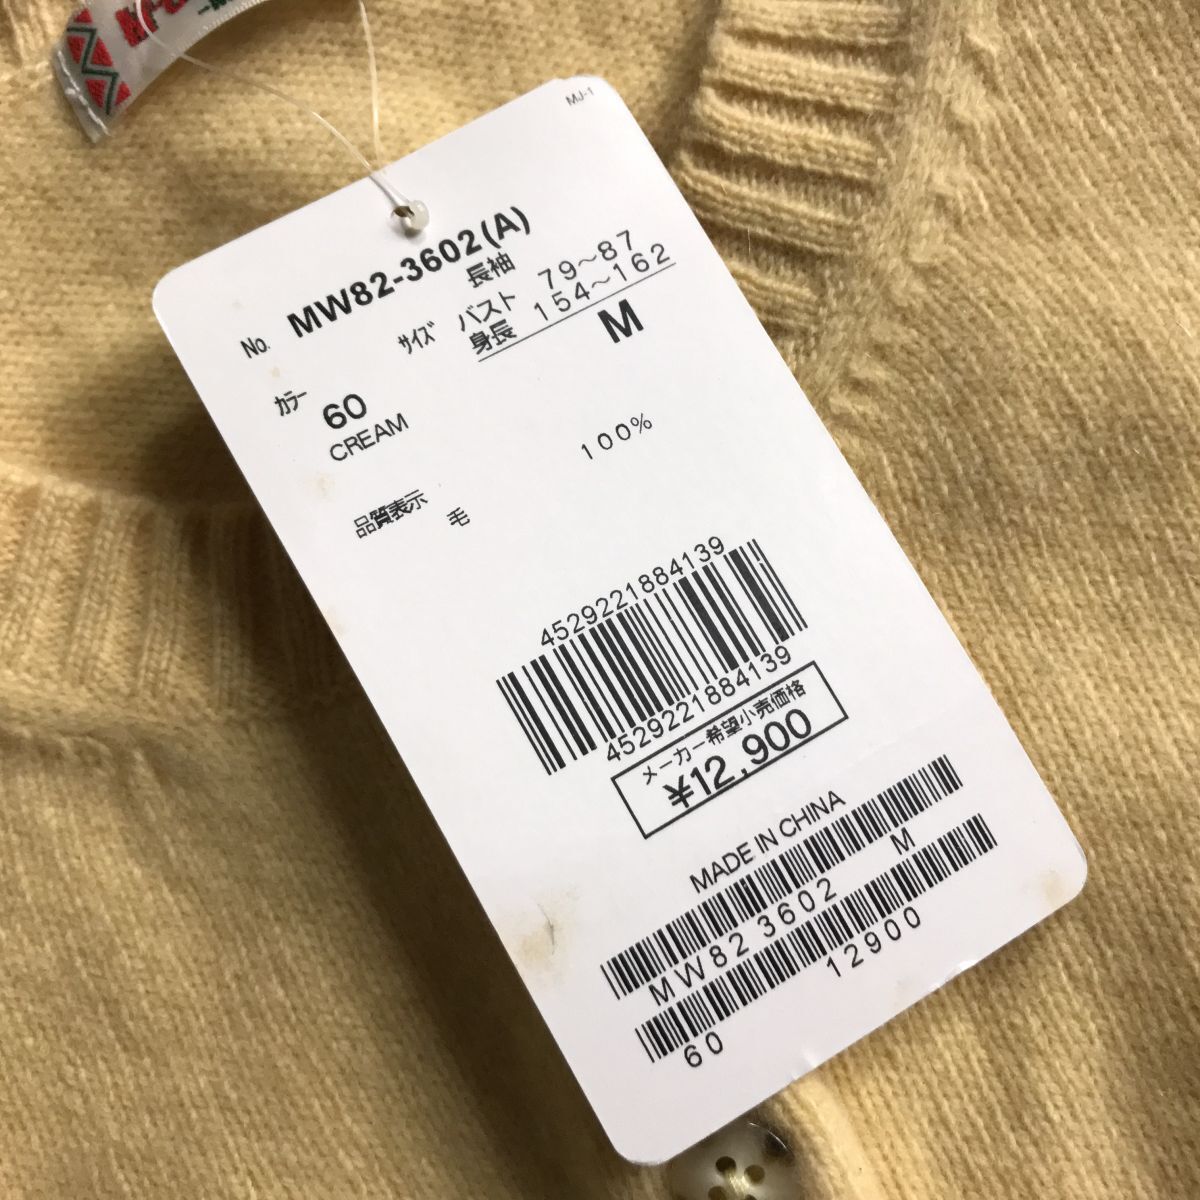 MJ-1
No. MW82-3602(A)
長袖
サイズ バスト 79~87
身長 154~162
M
カラー 60
CREAM
品質表示
毛 100%
4529221884139
4529221884139
メーカー希望小売価格
¥12,900
MADE IN CHINA
MW82 3602 M
60 12900